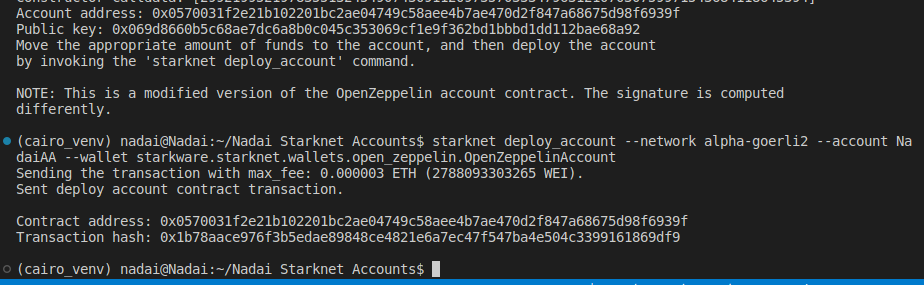 Account address: 0x0570031f2e21b102201bc2ae04749c58aee4b7ae470d2f847a68675d98f6939f
Public key: 0x069d8660b5c68ae7dc6a8b0c045c353069cf1e9f362bd1bbbd1dd112bae68a92
Move the appropriate amount of funds to the account, and then deploy the account
by invoking the 'starknet deploy_account' command.
NOTE: This is a modified version of the OpenZeppelin account contract. The signature is computed
differently.
(cairo_venv) nadai@Nadai:~/Nadai Starknet Accounts$ starknet deploy_account --network alpha-goerli2 --account Na
daiAA --wallet starkware.starknet.wallets.open_zeppelin.OpenZeppelinAccount
Sending the transaction with max_fee: 0.000003 ETH (2788093303265 WEI).
Sent deploy account contract transaction.
Contract address: 0x0570031f2e21b102201bc2ae04749c58aee4b7ae470d2f847a68675d98f6939f
Transaction hash: 0x1b78aace976f3b5edae89848ce4821e6a7ec47f547ba4e504c3399161869df9
(cairo_venv) nadai@Nadai:~/Nadai Starknet Accounts$